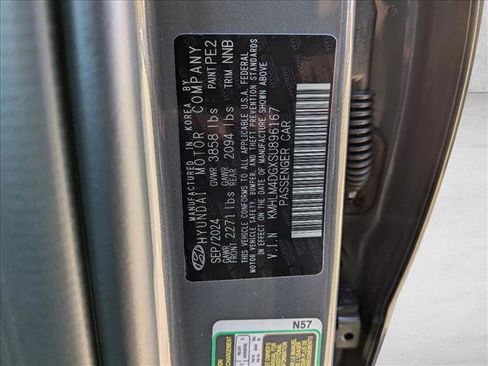 MANUFACTURED IN KOREA BY
HYUNDAI MOTOR COMPANY
SEP/2024 GVWR 3858 lbs PAINT PE2
GAWR FRONT 2271 lbs GAWR REAR 2094 lbs TRIM NNB
THIS VEHICLE CONFORMS TO ALL APPLICABLE U.S.A. FEDERAL
MOTOR VEHICLE SAFETY, BUMPER, AND THEFT PREVENTION STANDARDS
IN EFFECT ON THE DATE OF MANUFACTURE SHOWN ABOVE
V.I.N KMHLM4DGXSU896167
PASSENGER CAR
N57